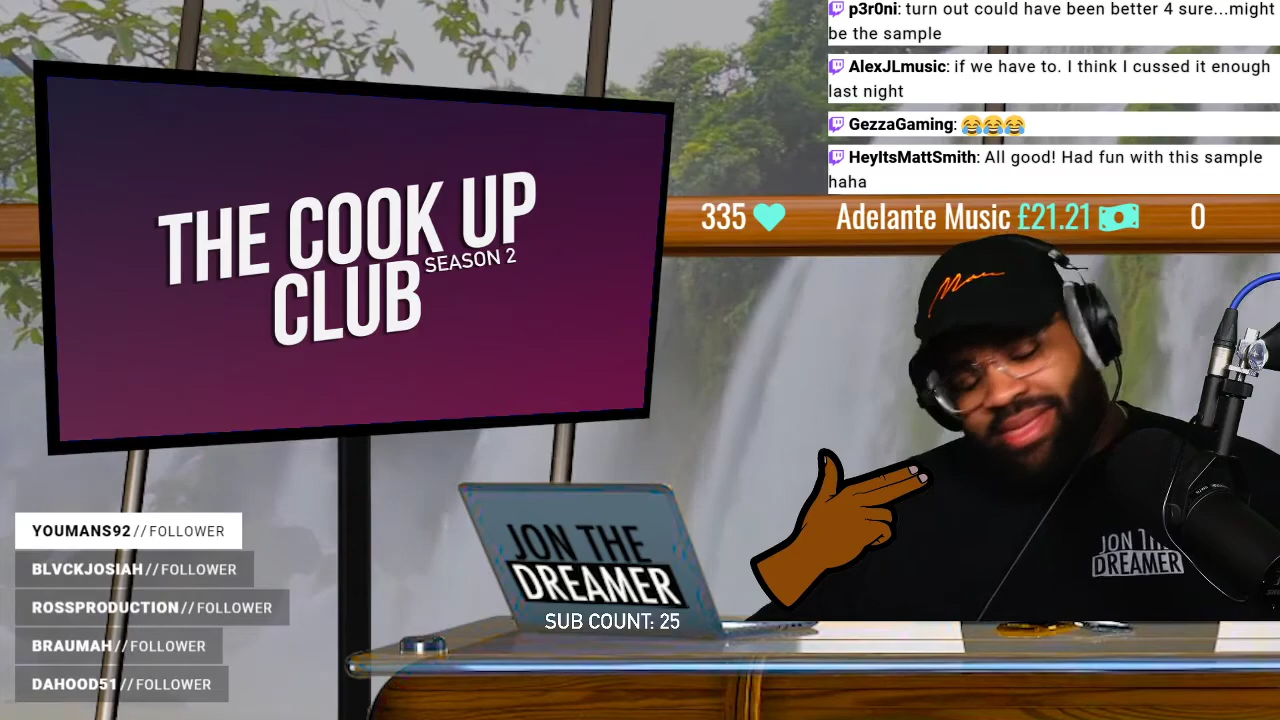 p3r0ni: turn out could have been better 4 sure...might
be the sample
AlexJLmusic: if we have to. I think I cussed it enough
last night
GezzaGaming: 😂😂😂
HeyItsMattSmith: All good! Had fun with this sample
haha
335
Adelante Music £21.21
0
THE COOK UP
CLUB SEASON 2
JON THE
DREAMER
SUB COUNT: 25
JON THE
DREAMER
YOUMANS92//FOLLOWER
BLVCKJOSIAH//FOLLOWER
ROSSPRODUCTION//FOLLOWER
BRAUMAH//FOLLOWER
DAHOOD51//FOLLOWER